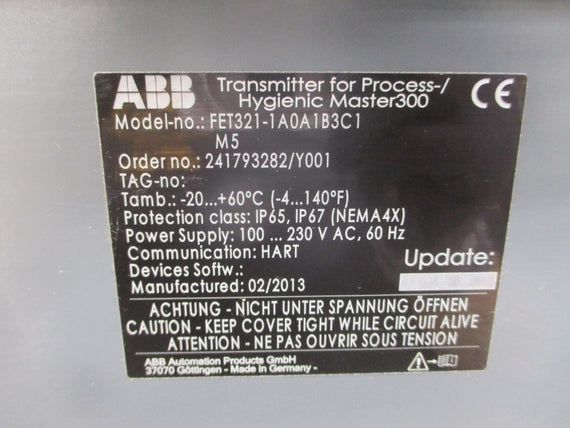 ABB Transmitter for Process-/
Hygienic Master300
CE
Model-no.: FET321-1A0A1B3C1
M5
Order no.: 241793282/Y001
TAG-no:
Tamb.: -20...+60°C (-4...140°F)
Protection class: IP65, IP67 (NEMA4X)
Power Supply: 100 ... 230 V AC, 60 Hz
Communication: HART
Devices Softw.:
Update:
Manufactured: 02/2013
ACHTUNG - NICHT UNTER SPANNUNG ÖFFNEN
CAUTION - KEEP COVER TIGHT WHILE CIRCUIT ALIVE
ATTENTION - NE PAS OUVRIR SOUS TENSION
ABB Automation Products GmbH
37070 Göttingen - Made in Germany -